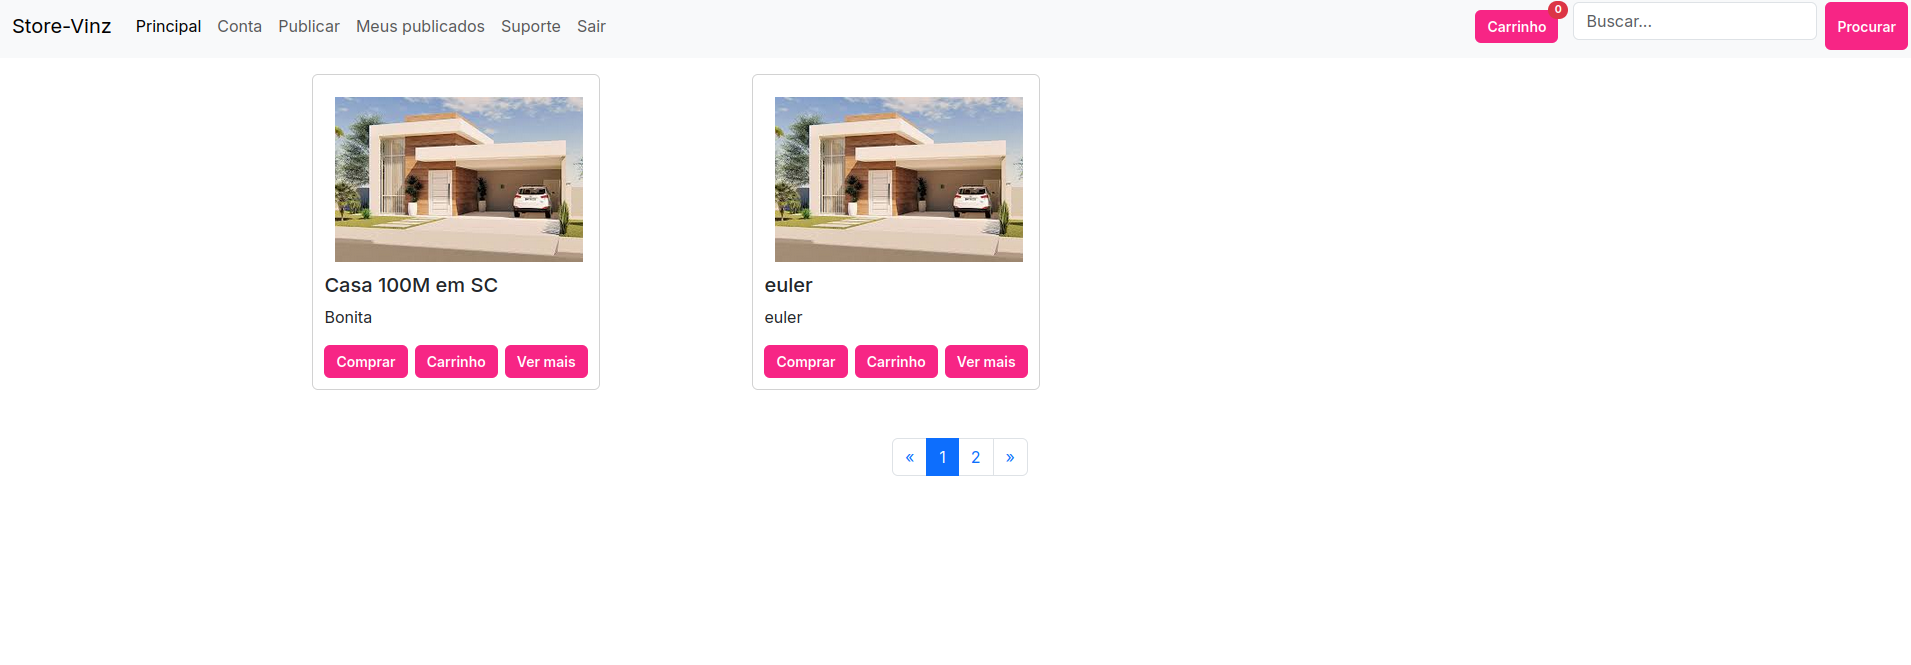 Store-Vinz Principal Conta Publicar Meus publicados Suporte Sair Carrinho 0 Buscar... Procurar
Casa 100M em SC
Bonita
Comprar Carrinho Ver mais
euler
euler
Comprar Carrinho Ver mais
« 1 2 »